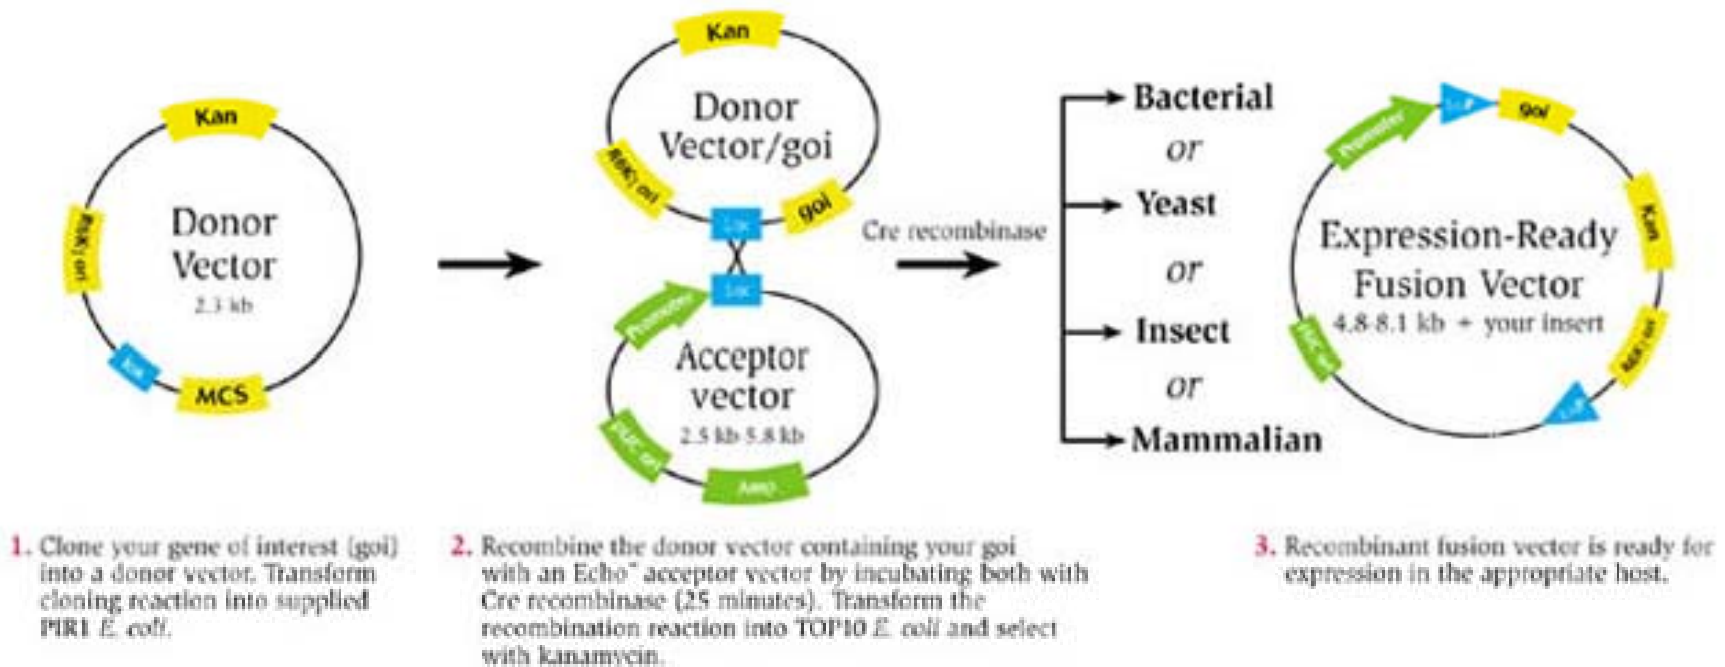 Kan
Donor
Vector
2.3 kb
MCS
Kan
Donor
Vector/goi
goi
Promoter
Acceptor
vector
2.5 kb 5.8 kb
PUC ori
Amp
Cre recombinase
Bacterial
or
Yeast
or
Insect
or
Mammalian
Promoter
goi
Kan
Expression-Ready
Fusion Vector
4.8-8.1 kb + your insert
1. Clone your gene of interest (goi)
into a donor vector. Transform
cloning reaction into supplied
PIR1 E. coli.
2. Recombine the donor vector containing your goi
with an Echo™ acceptor vector by incubating both with
Cre recombinase (25 minutes). Transform the
recombination reaction into TOP10 E. coli and select
with kanamycin.
3. Recombinant fusion vector is ready for
expression in the appropriate host.